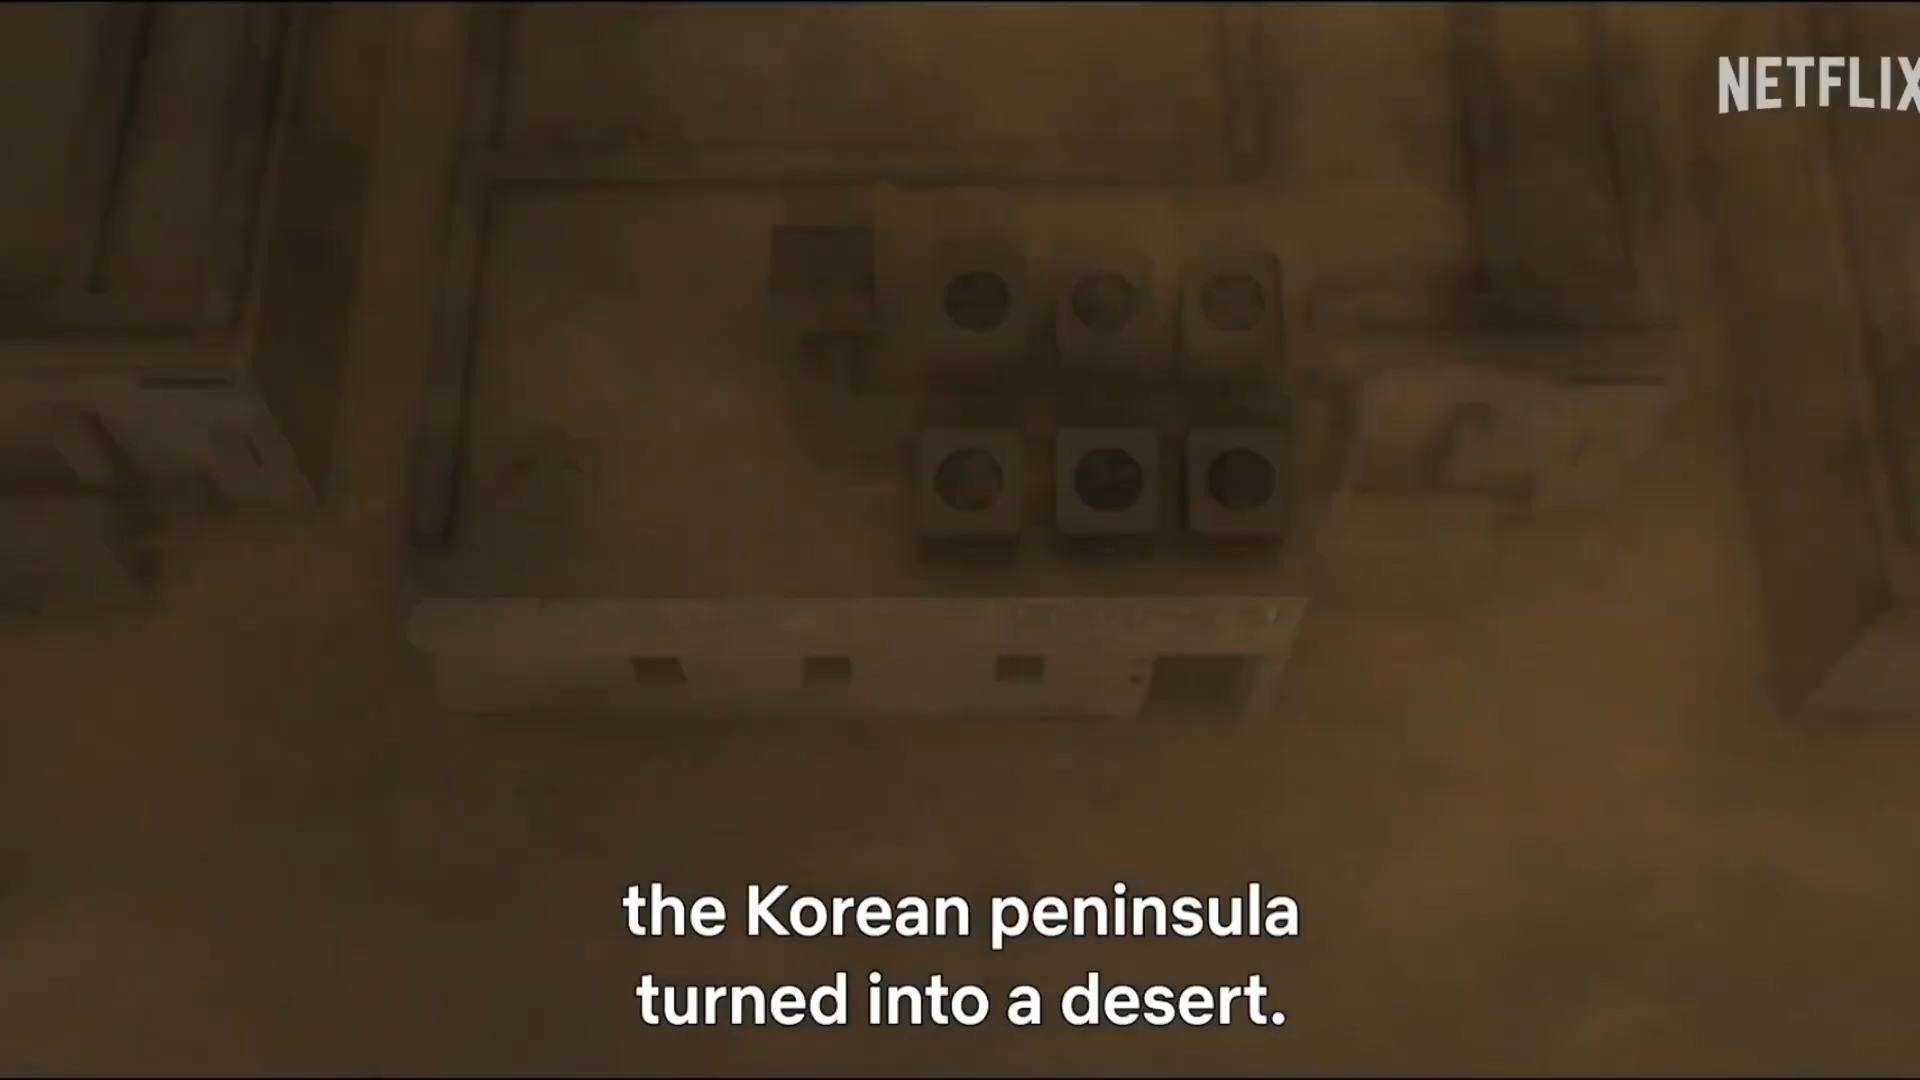 NETFLIX
the Korean peninsula
turned into a desert.